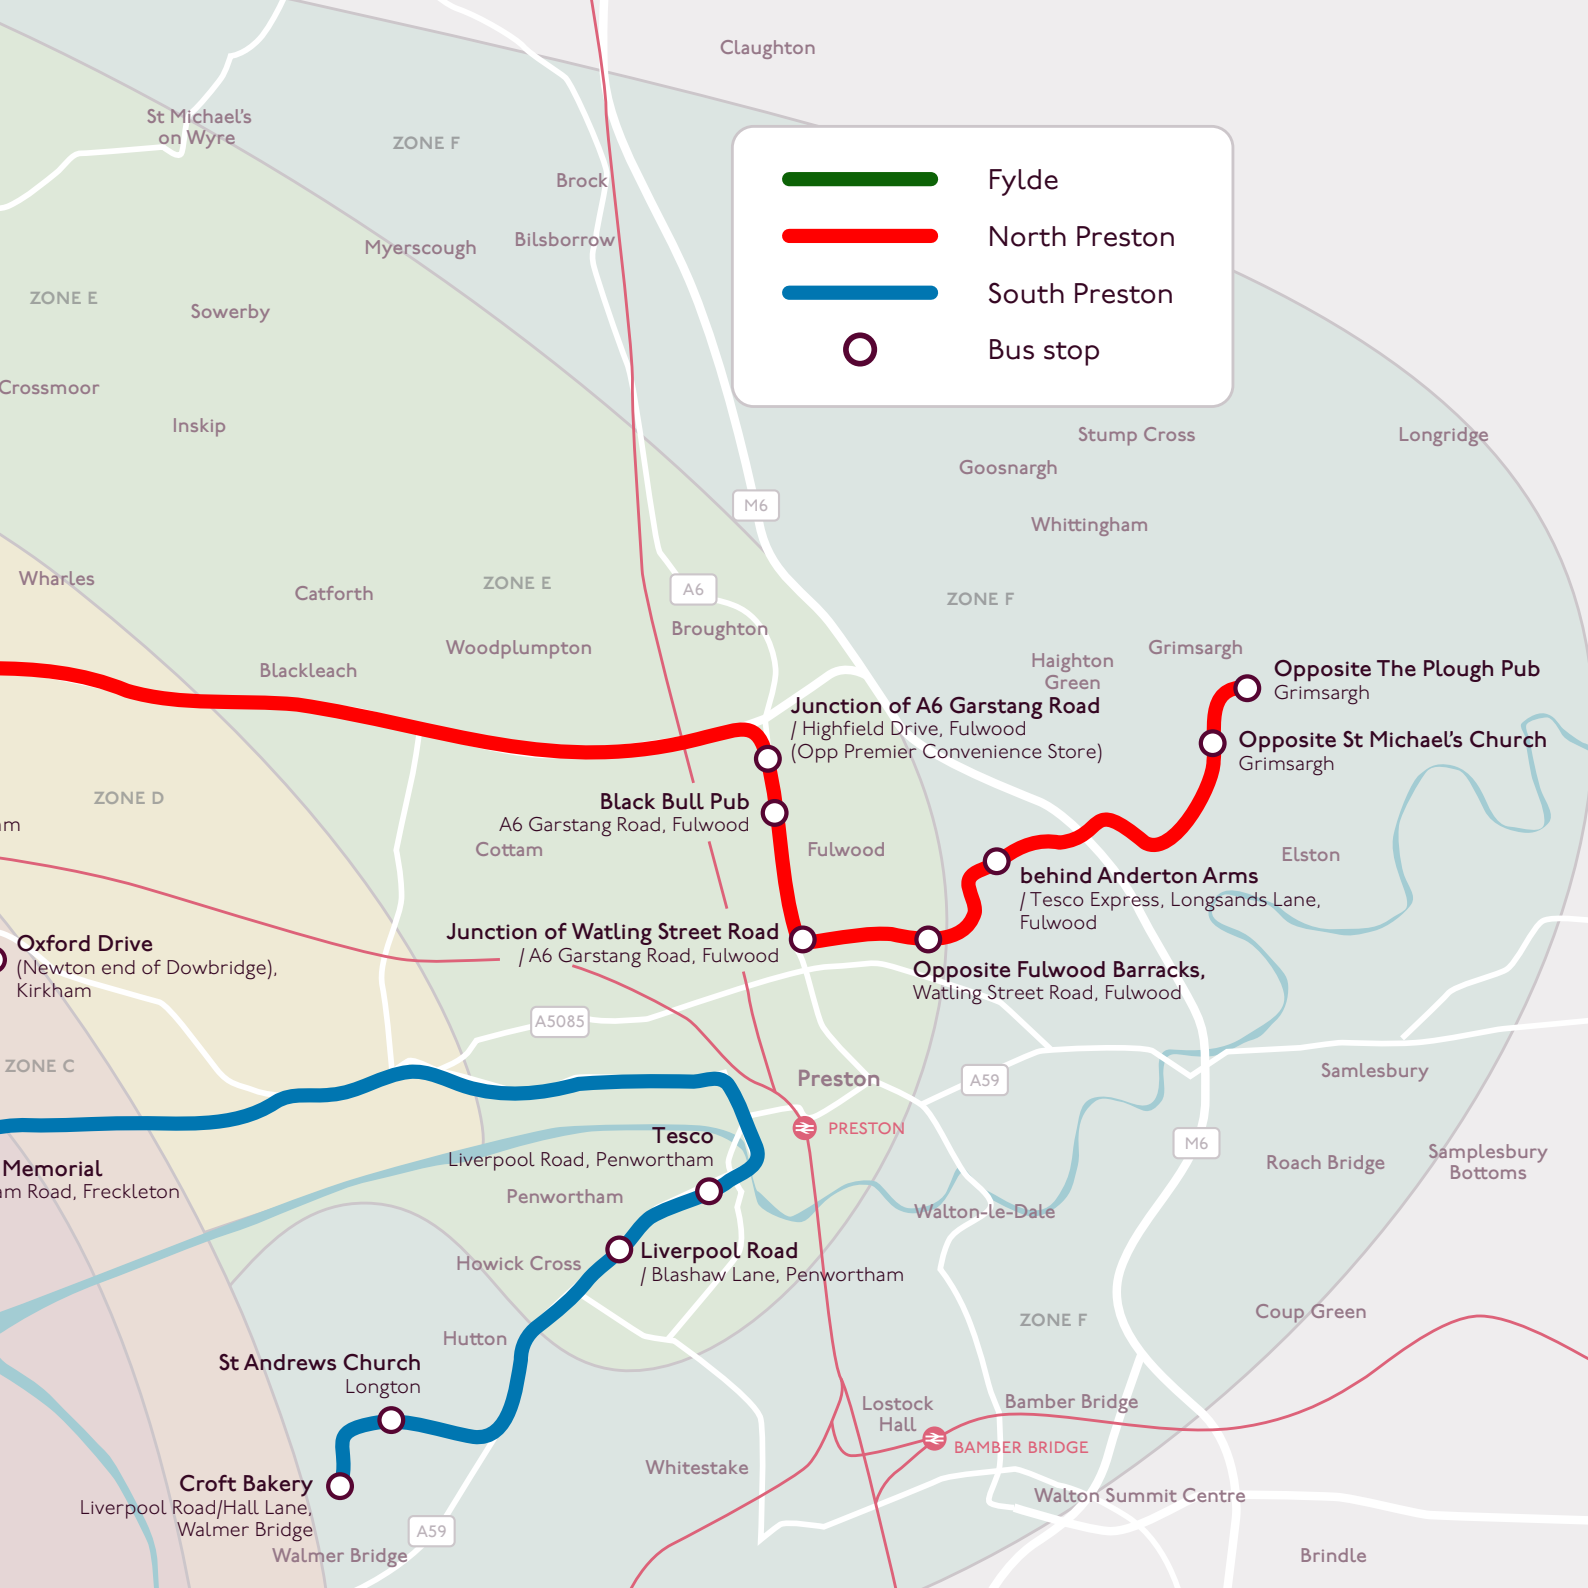 Claughton
St Michael's
on Wyre
ZONE F
Brock
Bilsborrow
Myerscough
Fylde
North Preston
South Preston
Bus stop
ZONE E
Sowerby
Crossmoor
Inskip
Stump Cross
Longridge
Goosnargh
M6
Whittingham
Wharles
Catforth
ZONE E
A6
ZONE F
Broughton
Woodplumpton
Blackleach
Haighton
Green
Grimsargh
Opposite The Plough Pub
Grimsargh
Junction of A6 Garstang Road
/ Highfield Drive, Fulwood
(Opp Premier Convenience Store)
Opposite St Michael's Church
Grimsargh
ZONE D
Black Bull Pub
A6 Garstang Road, Fulwood
Cottam
Fulwood
Elston
behind Anderton Arms
/ Tesco Express, Longsands Lane,
Fulwood
Junction of Watling Street Road
/ A6 Garstang Road, Fulwood
Oxford Drive
(Newton end of Dowbridge),
Kirkham
Opposite Fulwood Barracks,
Watling Street Road, Fulwood
A5085
ZONE C
Preston
A59
Samlesbury
PRESTON
Tesco
Liverpool Road, Penwortham
M6
Roach Bridge
Samplesbury
Bottoms
Memorial
am Road, Freckleton
Penwortham
Walton-le-Dale
Liverpool Road
/ Blashaw Lane, Penwortham
Howick Cross
Hutton
ZONE F
Coup Green
St Andrews Church
Longton
Lostock
Hall
Bamber Bridge
BAMBER BRIDGE
Whitestake
Croft Bakery
Liverpool Road/Hall Lane,
Walmer Bridge
Walton Summit Centre
A59
Walmer Bridge
Brindle